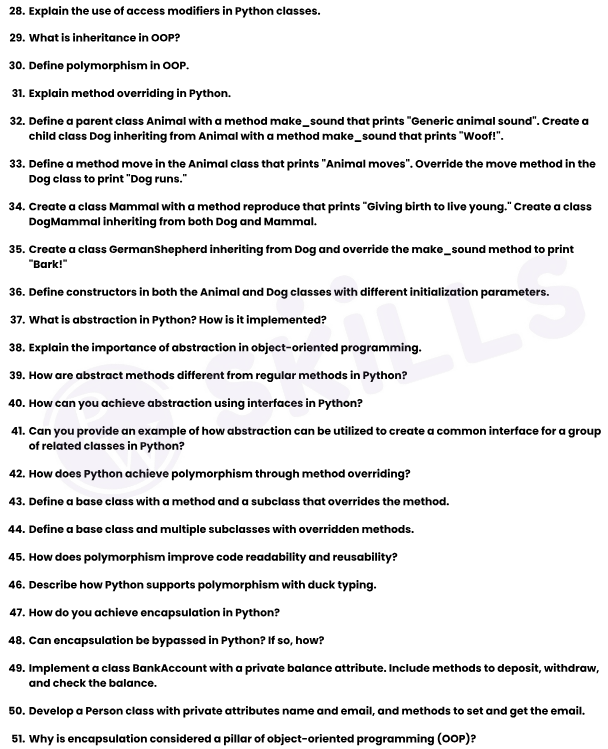 28. Explain the use of access modifiers in Python classes.
29. What is inheritance in OOP?
30. Define polymorphism in OOP.
31. Explain method overriding in Python.
32. Define a parent class Animal with a method make_sound that prints "Generic animal sound". Create a
child class Dog inheriting from Animal with a method make_sound that prints "Woof!".
33. Define a method move in the Animal class that prints "Animal moves". Override the move method in the
Dog class to print "Dog runs."
34. Create a class Mammal with a method reproduce that prints "Giving birth to live young." Create a class
DogMammal inheriting from both Dog and Mammal.
35. Create a class GermanShepherd inheriting from Dog and override the make_sound method to print
"Bark!"
36. Define constructors in both the Animal and Dog classes with different initialization parameters.
37. What is abstraction in Python? How is it implemented?
38. Explain the importance of abstraction in object-oriented programming.
39. How are abstract methods different from regular methods in Python?
40. How can you achieve abstraction using interfaces in Python?
41. Can you provide an example of how abstraction can be utilized to create a common interface for a group
of related classes in Python?
42. How does Python achieve polymorphism through method overriding?
43. Define a base class with a method and a subclass that overrides the method.
44. Define a base class and multiple subclasses with overridden methods.
45. How does polymorphism improve code readability and reusability?
46. Describe how Python supports polymorphism with duck typing.
47. How do you achieve encapsulation in Python?
48. Can encapsulation be bypassed in Python? If so, how?
49. Implement a class BankAccount with a private balance attribute. Include methods to deposit, withdraw,
and check the balance.
50. Develop a Person class with private attributes name and email, and methods to set and get the email.
51. Why is encapsulation considered a pillar of object-oriented programming (OOP)?
SKILLS